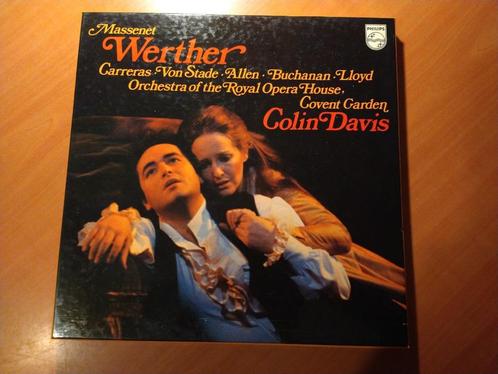 Massenet
Werther
Carreras · Von Stade · Allen · Buchanan · Lloyd
Orchestra of the Royal Opera House,
Covent Garden
Colin Davis
PHILIPS